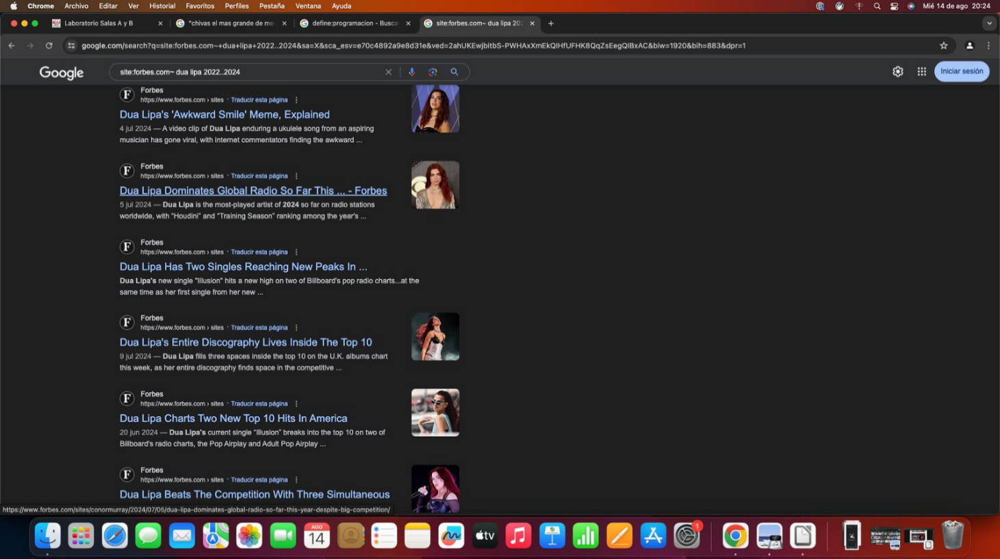 Chrome Archivo Editar Ver Historial Favoritos Perfiles Pestaña Ventana Ayuda Mié 14 de ago 20:24
Laboratorio Salas A y B "chivas el mas grande de me define:programacion - Busca site:forbes.com~ dua lipa 202
google.com/search?q=site:forbes.com~+dua+lipa+2022..2024&sa=X&sca_esv=e70c4892a9e8d31e&ved=2ahUKEwjbitbS-PWHAxXmEkQIHfUFHK8QqZsEegQIBxAC&biw=1920&bih=883&dpr=1
Google site:forbes.com~ dua lipa 2022..2024 Iniciar sesión
Forbes
https://www.forbes.com › sites · Traducir esta página
Dua Lipa's 'Awkward Smile' Meme, Explained
4 jul 2024 — A video clip of Dua Lipa enduring a ukulele song from an aspiring
musician has gone viral, with internet commentators finding the awkward ...
Forbes
https://www.forbes.com › sites · Traducir esta página
Dua Lipa Dominates Global Radio So Far This ... - Forbes
5 jul 2024 — Dua Lipa is the most-played artist of 2024 so far on radio stations
worldwide, with "Houdini" and "Training Season" ranking among the year's ...
Forbes
https://www.forbes.com › sites · Traducir esta página
Dua Lipa Has Two Singles Reaching New Peaks In ...
Dua Lipa's new single "Illusion" hits a new high on two of Billboard's pop radio charts...at the
same time as her first single from her new ...
Forbes
https://www.forbes.com › sites · Traducir esta página
Dua Lipa's Entire Discography Lives Inside The Top 10
9 jul 2024 — Dua Lipa fills three spaces inside the top 10 on the U.K. albums chart
this week, as her entire discography finds space in the competitive ...
Forbes
https://www.forbes.com › sites · Traducir esta página
Dua Lipa Charts Two New Top 10 Hits In America
20 jun 2024 — Dua Lipa's current single "Illusion" breaks into the top 10 on two of
Billboard's radio charts, the Pop Airplay and Adult Pop Airplay ...
Forbes
https://www.forbes.com › sites · Traducir esta página
Dua Lipa Beats The Competition With Three Simultaneous
https://www.forbes.com/sites/conormurray/2024/07/05/dua-lipa-dominates-global-radio-so-far-this-year-despite-big-competition/
AGO
14
tv
1